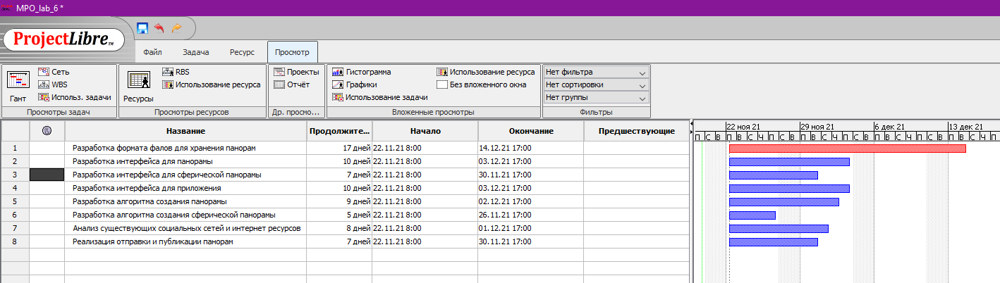 MPO_lab_6 *
ProjectLibre™
Файл Задача Ресурс Просмотр
Гант
Сеть
WBS
Использ. задачи
Просмотры задач
Ресурсы
RBS
Использование ресурса
Просмотры ресурсов
Проекты
Отчёт
Др. просмо...
Гистограмма
Графики
Использование задачи
Использование ресурса
Без вложенного окна
Вложенные просмотры
Нет фильтра
Нет сортировки
Нет группы
Фильтры
Название Продолжите... Начало Окончание Предшествующие
22 ноя 21 29 ноя 21 6 дек 21 13 дек 21
П С В П В С Ч П С В П В С Ч П С В П В С Ч П С В П В С Ч
1 Разработка формата фалов для хранения панорам 17 дней 22.11.21 8:00 14.12.21 17:00
2 Разработка интерфейса для панорамы 10 дней 22.11.21 8:00 03.12.21 17:00
3 Разработка интерфейса для сферической панорамы 7 дней 22.11.21 8:00 30.11.21 17:00
4 Разработка интерфейса для приложения 10 дней 22.11.21 8:00 03.12.21 17:00
5 Разработка алгоритма создания панорамы 9 дней 22.11.21 8:00 02.12.21 17:00
6 Разработка алгоритма создания сферической панорамы 5 дней 22.11.21 8:00 26.11.21 17:00
7 Анализ существующих социальных сетей и интернет ресурсов 8 дней 22.11.21 8:00 01.12.21 17:00
8 Реализация отправки и публикации панорам 7 дней 22.11.21 8:00 30.11.21 17:00